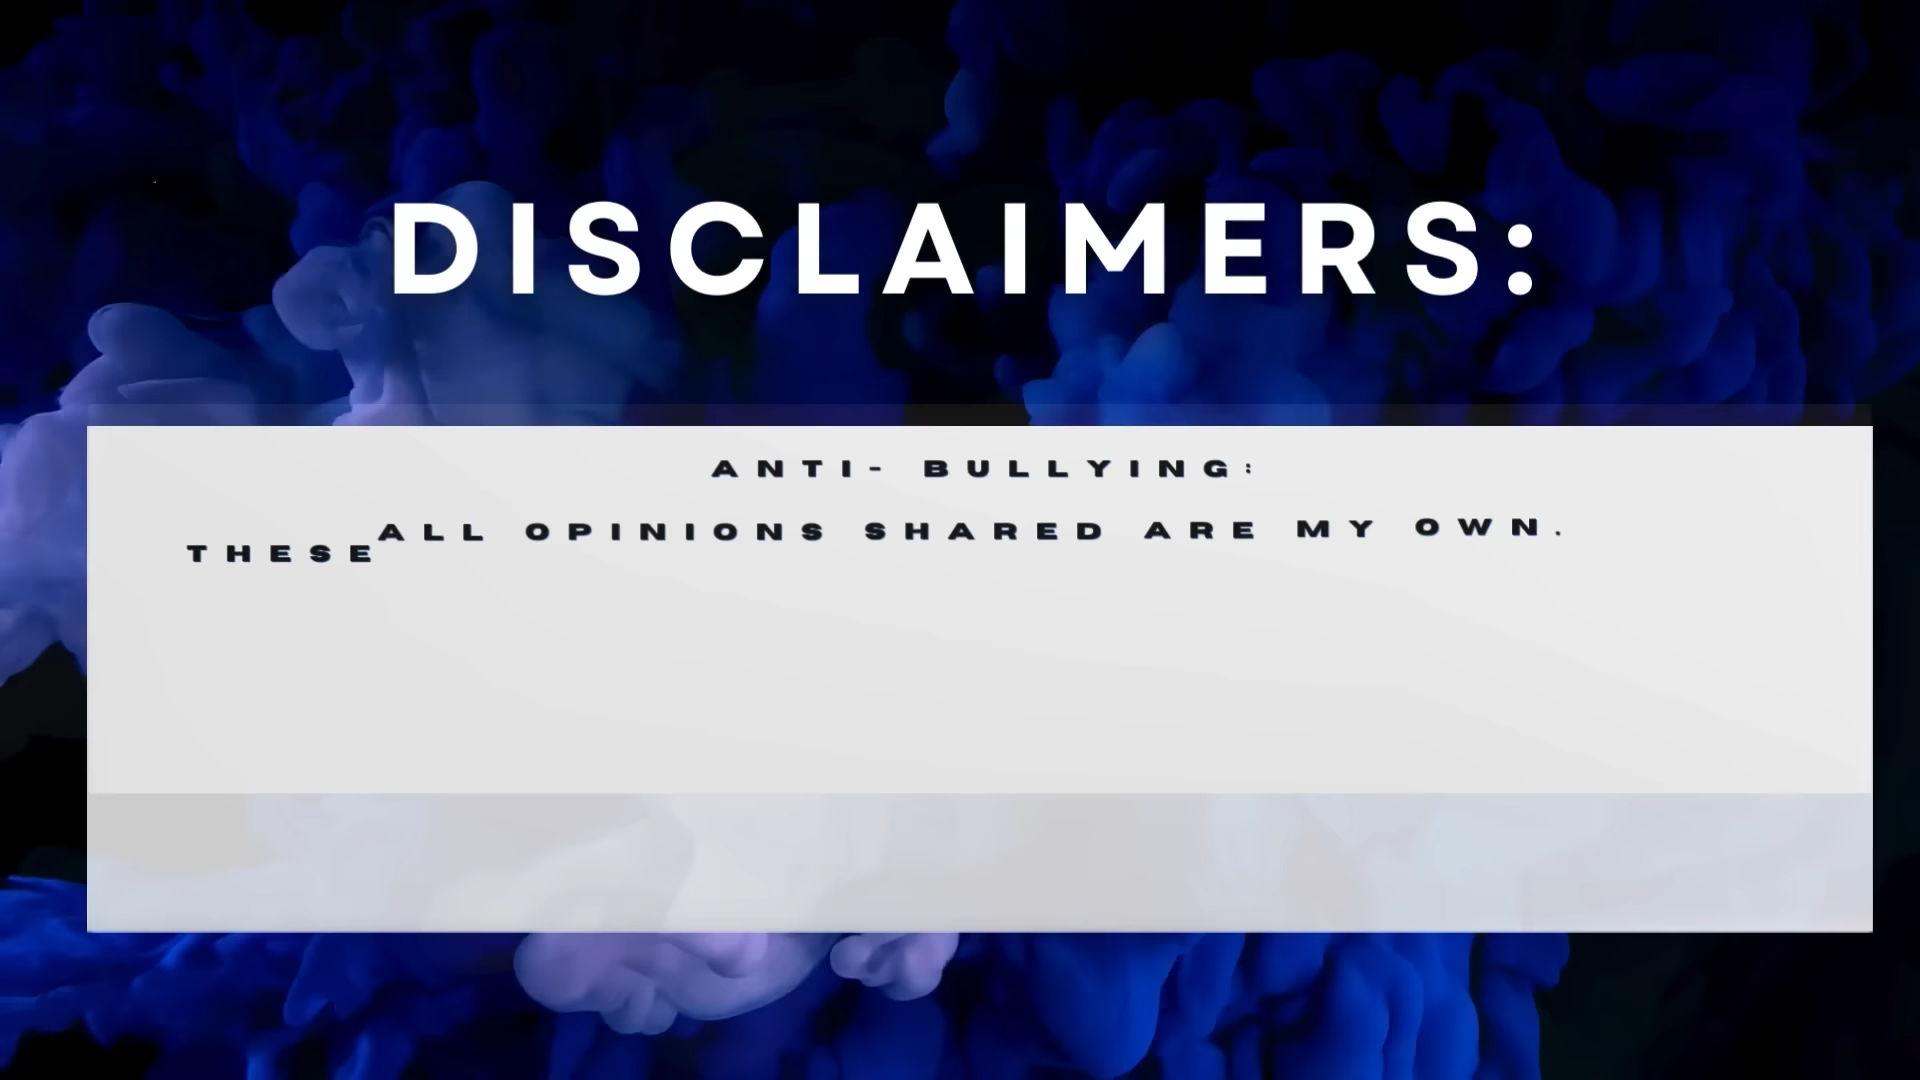 DISCLAIMERS:
ANTI- BULLYING:
ALL OPINIONS SHARED ARE MY OWN.
THESE